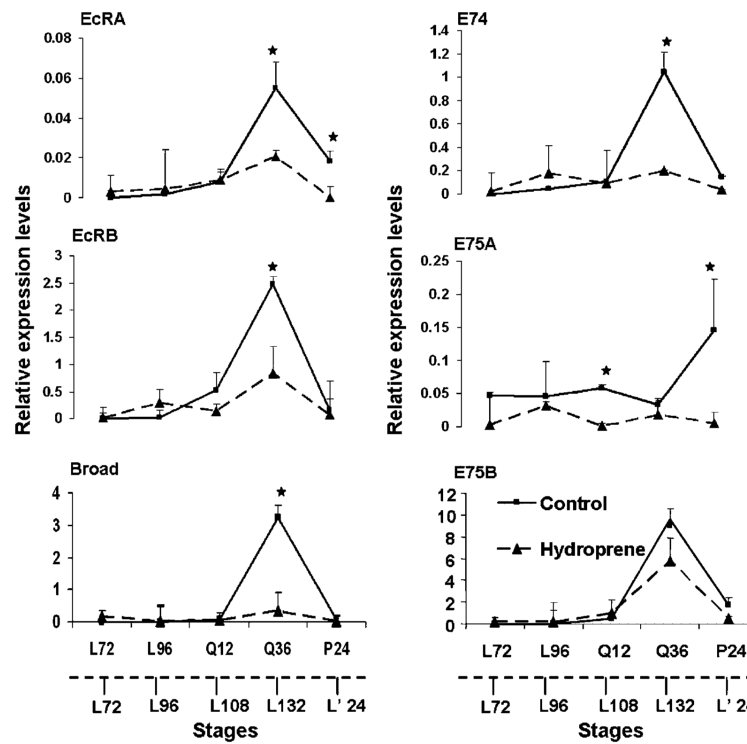 EcRA
0.08
0.06
0.04
0.02
0
E74
1.4
1.2
1
0.8
0.6
0.4
0.2
0
EcRB
3
2.5
2
1.5
1
0.5
0
E75A
0.25
0.2
0.15
0.1
0.05
0
Relative expression levels
Relative expression levels
Broad
4
3
2
1
0
L72 L96 Q12 Q36 P24
L72 L96 L108 L132 L' 24
Stages
E75B
12
10
8
6
4
2
0
Control
Hydroprene
L72 L96 Q12 Q36 P24
L72 L96 L108 L132 L' 24
Stages